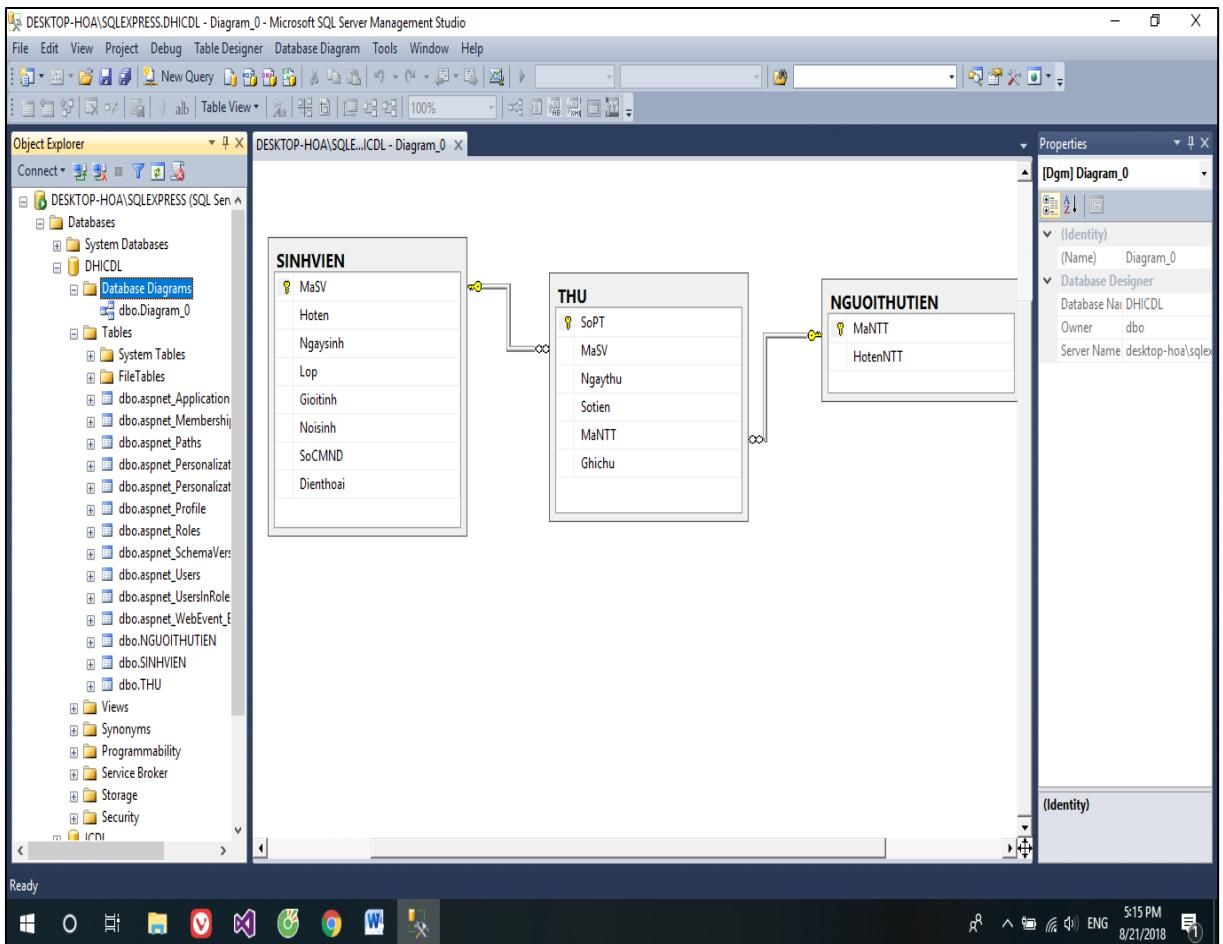 DESKTOP-HOA\SQLEXPRESS.DHICDL - Diagram_0 - Microsoft SQL Server Management Studio
File Edit View Project Debug Table Designer Database Diagram Tools Window Help
New Query
Table View 100%
Object Explorer
Connect
DESKTOP-HOA\SQLEXPRESS (SQL Serv
Databases
System Databases
DHICDL
Database Diagrams
dbo.Diagram_0
Tables
System Tables
FileTables
dbo.aspnet_Application
dbo.aspnet_Membershi
dbo.aspnet_Paths
dbo.aspnet_Personalizat
dbo.aspnet_Personalizat
dbo.aspnet_Profile
dbo.aspnet_Roles
dbo.aspnet_SchemaVers
dbo.aspnet_Users
dbo.aspnet_UsersInRole
dbo.aspnet_WebEvent_E
dbo.NGUOITHUTIEN
dbo.SINHVIEN
dbo.THU
Views
Synonyms
Programmability
Service Broker
Storage
Security
ICDL
DESKTOP-HOA\SQLE...ICDL - Diagram_0
SINHVIEN
MaSV
Hoten
Ngaysinh
Lop
Gioitinh
Noisinh
SoCMND
Dienthoai
THU
SoPT
MaSV
Ngaythu
Sotien
MaNTT
Ghichu
NGUOITHUTIEN
MaNTT
HotenNTT
Properties
[Dgm] Diagram_0
(Identity)
(Name) Diagram_0
Database Designer
Database Nar DHICDL
Owner dbo
Server Name desktop-hoa\sqlex
(Identity)
Ready
ENG
5:15 PM
8/21/2018
1